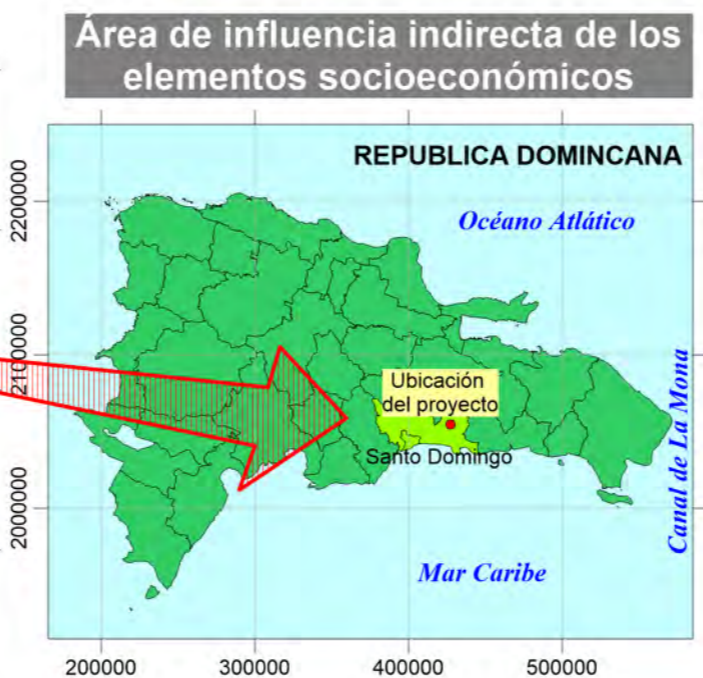 Área de influencia indirecta de los
elementos socioeconómicos
REPUBLICA DOMINCANA
Océano Atlático
2200000
2100000
2000000
Ubicación
del proyecto
Santo Domingo
Canal de La Mona
Mar Caribe
200000
300000
400000
500000